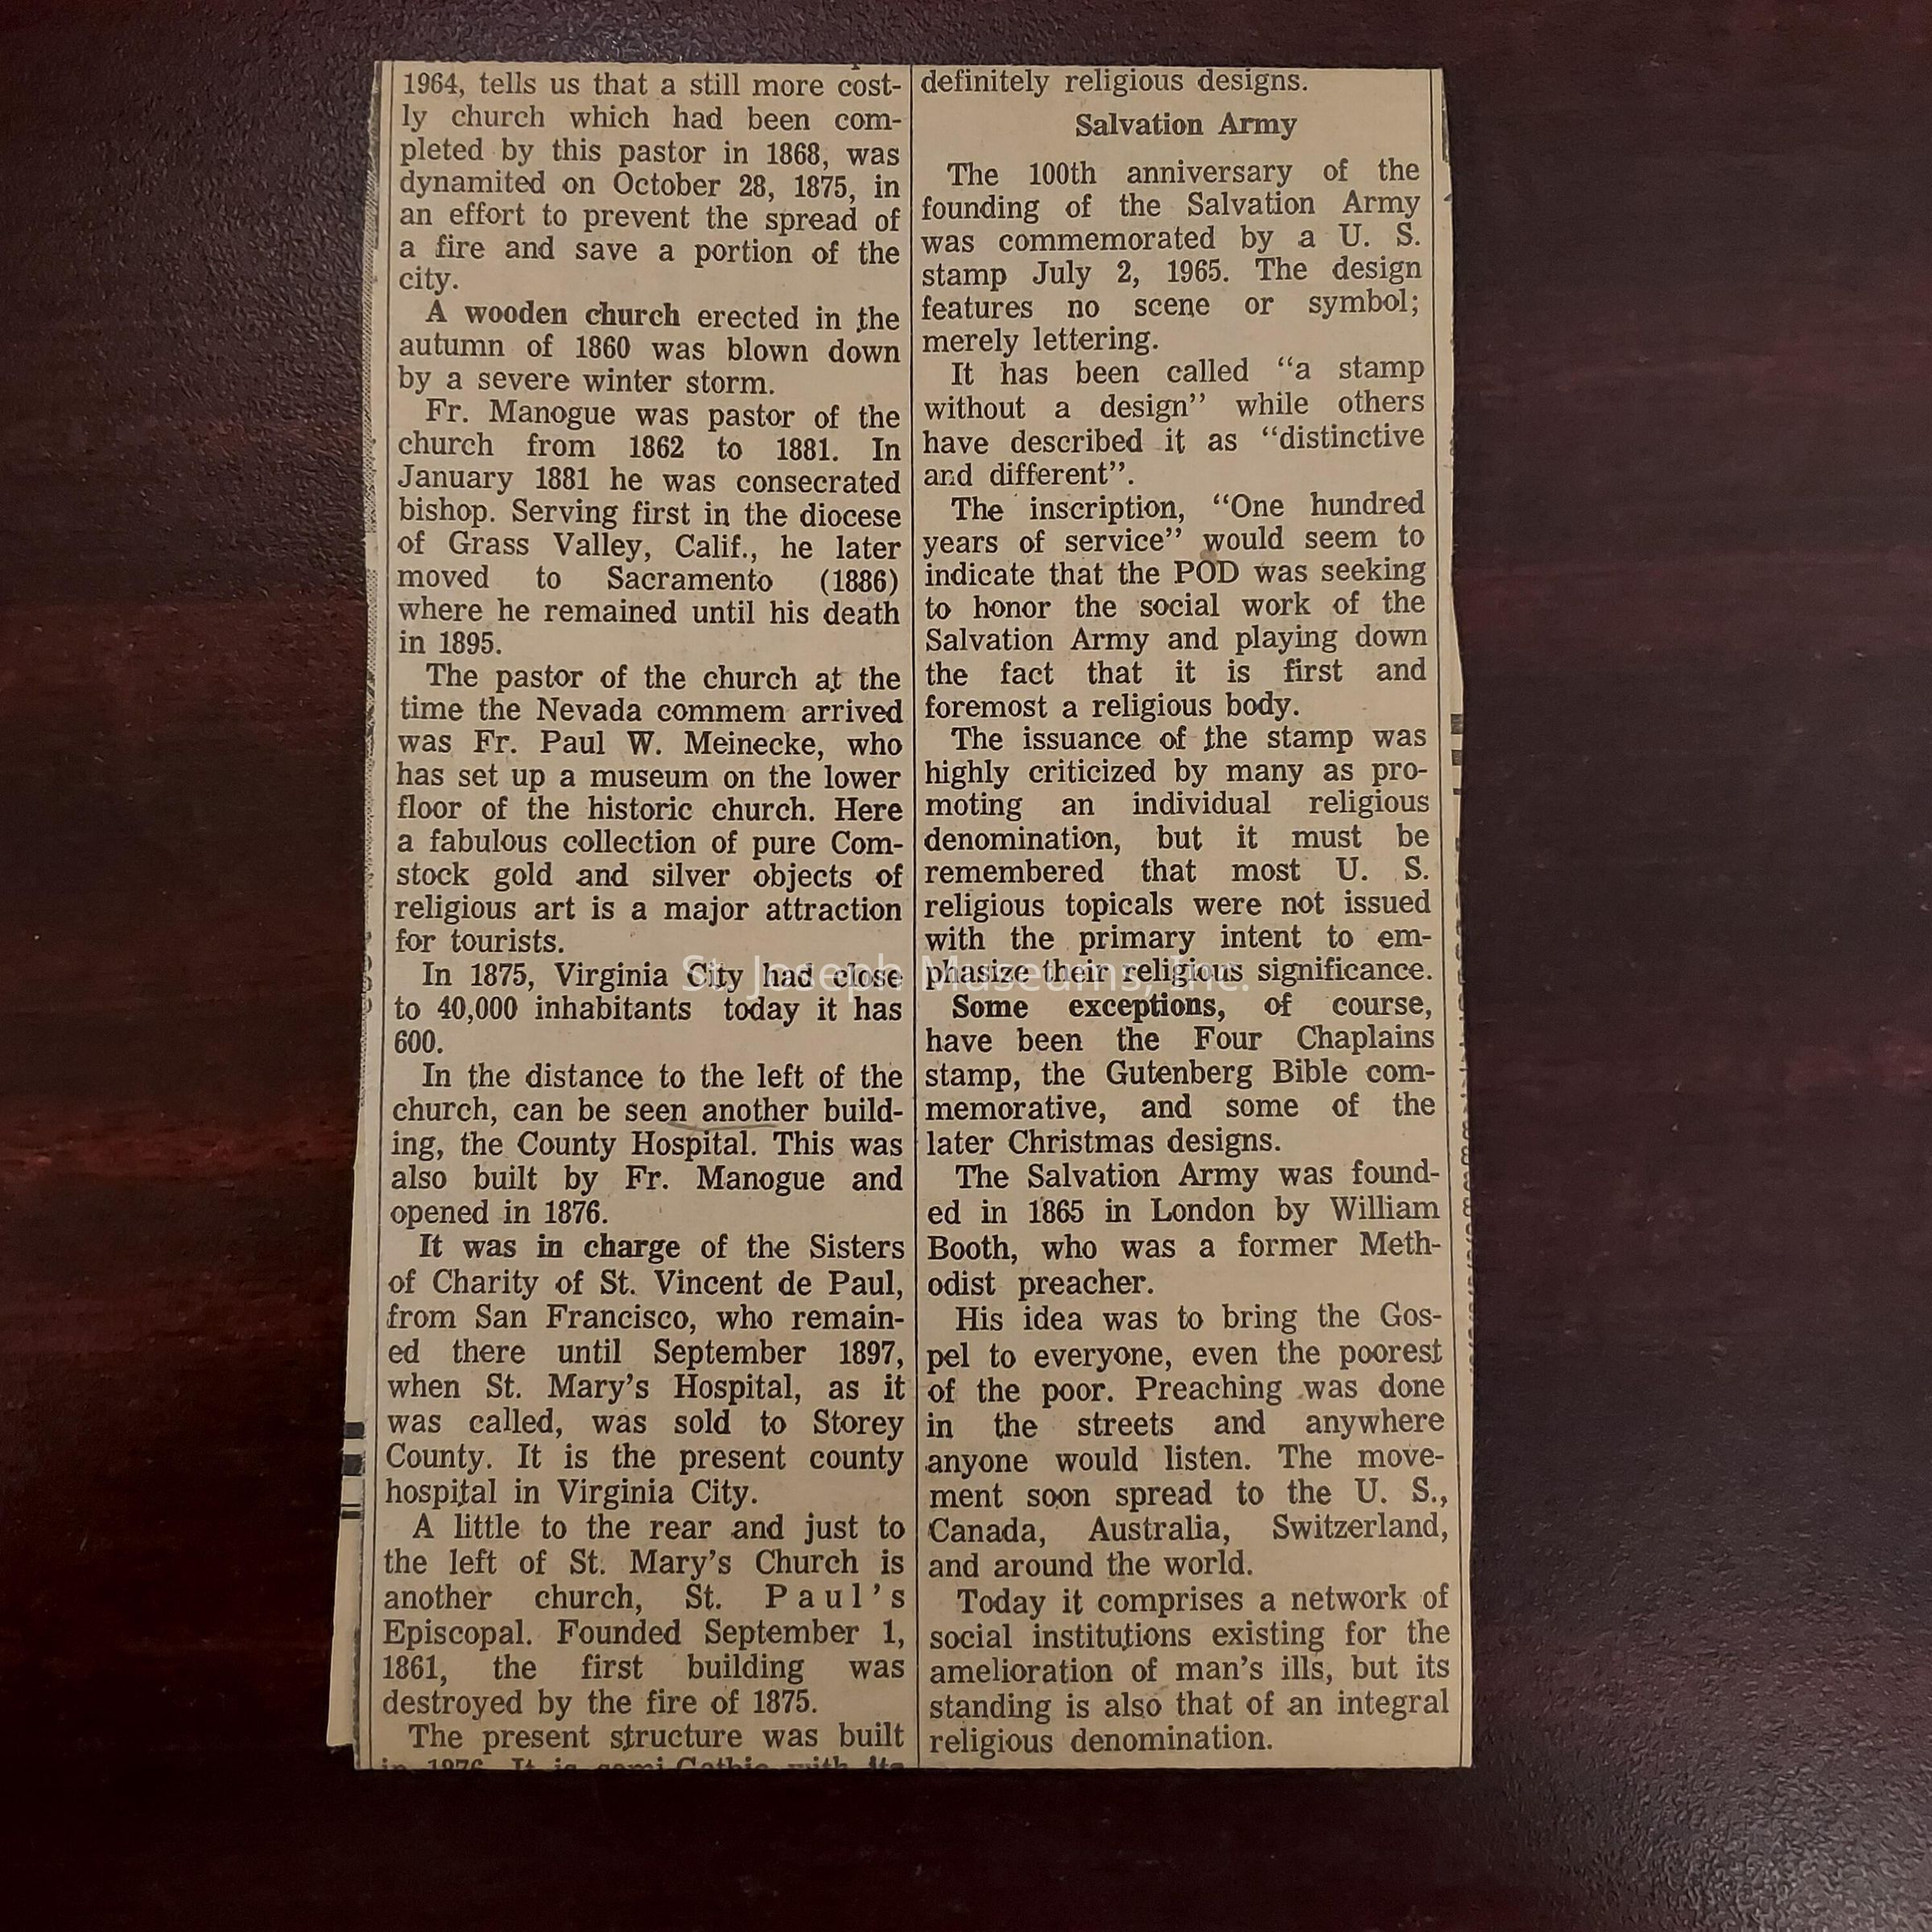 1964, tells us that a still more cost-
ly church which had been com-
pleted by this pastor in 1868, was
dynamited on October 28, 1875, in
an effort to prevent the spread of
a fire and save a portion of the
city.
A wooden church erected in the
autumn of 1860 was blown down
by a severe winter storm.
Fr. Manogue was pastor of the
church from 1862 to 1881. In
January 1881 he was consecrated
bishop. Serving first in the diocese
of Grass Valley, Calif., he later
moved to Sacramento (1886)
where he remained until his death
in 1895.
The pastor of the church at the
time the Nevada commem arrived
was Fr. Paul W. Meinecke, who
has set up a museum on the lower
floor of the historic church. Here
a fabulous collection of pure Com-
stock gold and silver objects of
religious art is a major attraction
for tourists.
In 1875, Virginia City had close
to 40,000 inhabitants today it has
600.
In the distance to the left of the
church, can be seen another build-
ing, the County Hospital. This was
also built by Fr. Manogue and
opened in 1876.
It was in charge of the Sisters
of Charity of St. Vincent de Paul,
from San Francisco, who remain-
ed there until September 1897,
when St. Mary's Hospital, as it
was called, was sold to Storey
County. It is the present county
hospital in Virginia City.
A little to the rear and just to
the left of St. Mary's Church is
another church, St. Paul's
Episcopal. Founded September 1,
1861, the first building was
destroyed by the fire of 1875.
The present structure was built
in 1876. It is semi-Gothic with its
definitely religious designs.
Salvation Army
The 100th anniversary of the
founding of the Salvation Army
was commemorated by a U. S.
stamp July 2, 1965. The design
features no scene or symbol;
merely lettering.
It has been called "a stamp
without a design" while others
have described it as "distinctive
and different".
The inscription, "One hundred
years of service" would seem to
indicate that the POD was seeking
to honor the social work of the
Salvation Army and playing down
the fact that it is first and
foremost a religious body.
The issuance of the stamp was
highly criticized by many as pro-
moting an individual religious
denomination, but it must be
remembered that most U. S.
religious topicals were not issued
with the primary intent to em-
phasize their religious significance.
Some exceptions, of course,
have been the Four Chaplains
stamp, the Gutenberg Bible com-
memorative, and some of the
later Christmas designs.
The Salvation Army was found-
ed in 1865 in London by William
Booth, who was a former Meth-
odist preacher.
His idea was to bring the Gos-
pel to everyone, even the poorest
of the poor. Preaching was done
in the streets and anywhere
anyone would listen. The move-
ment soon spread to the U. S.,
Canada, Australia, Switzerland,
and around the world.
Today it comprises a network of
social institutions existing for the
amelioration of man's ills, but its
standing is also that of an integral
religious denomination.
St. Joseph Museums, Inc.